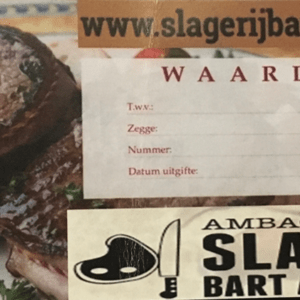 www.slagerijba
WAARD
T.w.v.:
Zegge:
Nummer:
Datum uitgifte:
AMBA
SLA
BART A